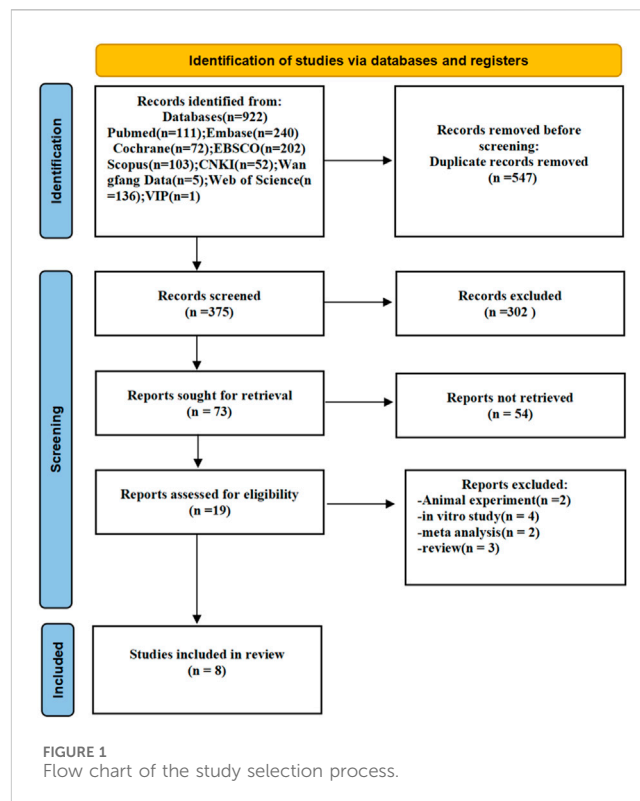 Identification of studies via databases and registers
Identification
Records identified from:
Databases(n=922)
Pubmed(n=111);Embase(n=240)
Cochrane(n=72);EBSCO(n=202)
Scopus(n=103);CNKI(n=52);Wan
gfang Data(n=5);Web of Science(n
=136);VIP(n=1)
Records removed before
screening:
Duplicate records removed
(n =547)
Screening
Records screened
(n =375)
Records excluded
(n =302 )
Reports sought for retrieval
(n = 73)
Reports not retrieved
(n = 54)
Reports assessed for eligibility
(n =19)
Reports excluded:
-Animal experiment(n =2)
-in vitro study(n = 4)
-meta analysis(n = 2)
-review(n = 3)
Included
Studies included in review
(n = 8)
FIGURE 1
Flow chart of the study selection process.